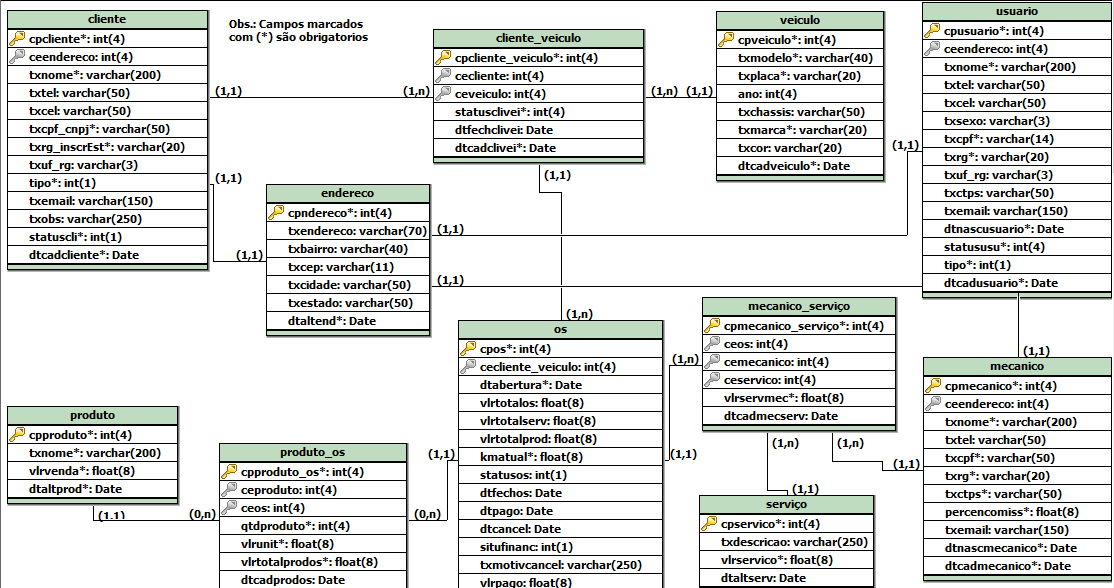 cliente
cpcliente*: int(4)
ceendereco: int(4)
txnome*: varchar(200)
txtel: varchar(50)
txcel: varchar(50)
txcpf_cnpj*: varchar(50)
txrg_inscrEst*: varchar(20)
txuf_rg: varchar(3)
tipo*: int(1)
txemail: varchar(150)
txobs: varchar(250)
statuscli*: int(1)
dtcadcliente*: Date
Obs.: Campos marcados
com (*) são obrigatorios
(1,1)
(1,n)
cliente_veiculo
cpcliente_veiculo*: int(4)
cecliente: int(4)
ceveiculo: int(4)
statusclivei*: int(4)
dtfechclivei: Date
dtcadclivei*: Date
(1,n)
(1,1)
veiculo
cpveiculo*: int(4)
txmodelo*: varchar(40)
txplaca*: varchar(20)
ano: int(4)
txchassis: varchar(50)
txmarca*: varchar(20)
txcor: varchar(20)
dtcadveiculo*: Date
usuario
cpusuario*: int(4)
ceendereco: int(4)
txnome*: varchar(200)
txtel: varchar(50)
txcel: varchar(50)
txsexo: varchar(3)
txcpf*: varchar(14)
txrg*: varchar(20)
txuf_rg: varchar(3)
txctps: varchar(50)
txemail: varchar(150)
dtnascusuario*: Date
statususu*: int(4)
tipo*: int(1)
dtcadusuario*: Date
(1,1)
(1,1)
(1,1)
(1,1)
endereco
cpndereco*: int(4)
txendereco: varchar(70)
txbairro: varchar(40)
txcep: varchar(11)
txcidade: varchar(50)
txestado: varchar(50)
dtaltend*: Date
(1,1)
(1,1)
(1,n)
os
cpos*: int(4)
cecliente_veiculo: int(4)
dtabertura*: Date
vlrtotalos: float(8)
vlrtotalserv: float(8)
vlrtotalprod: float(8)
kmatual*: float(8)
statusos: int(1)
dtfechos: Date
dtpago: Date
dtcancel: Date
situfinanc: int(1)
txmotivcancel: varchar(250)
vlrpago: float(8)
(1,n)
(1,1)
mecanico_serviço
cpmecanico_serviço*: int(4)
ceos: int(4)
cemecanico: int(4)
ceservico: int(4)
vlrservmec*: float(8)
dtcadmecserv: Date
(1,n)
(1,n)
(1,1)
(1,1)
(1,1)
mecanico
cpmecanico*: int(4)
ceendereco: int(4)
txnome*: varchar(200)
txtel: varchar(50)
txcpf*: varchar(50)
txrg*: varchar(20)
txctps*: varchar(50)
percencomiss*: float(8)
txemail: varchar(150)
dtnascmecanico*: Date
dtcadmecanico*: Date
produto
cpproduto*: int(4)
txnome*: varchar(200)
vlrvenda*: float(8)
dtaltprod*: Date
(1,1)
(0,n)
produto_os
cpproduto_os*: int(4)
ceproduto: int(4)
ceos: int(4)
qtdproduto*: int(4)
vlrunit*: float(8)
vlrtotalprodos*: float(8)
dtcadprodos: Date
(1,1)
(0,n)
serviço
cpservico*: int(4)
txdescricao: varchar(250)
vlrservico*: float(8)
dtaltserv: Date